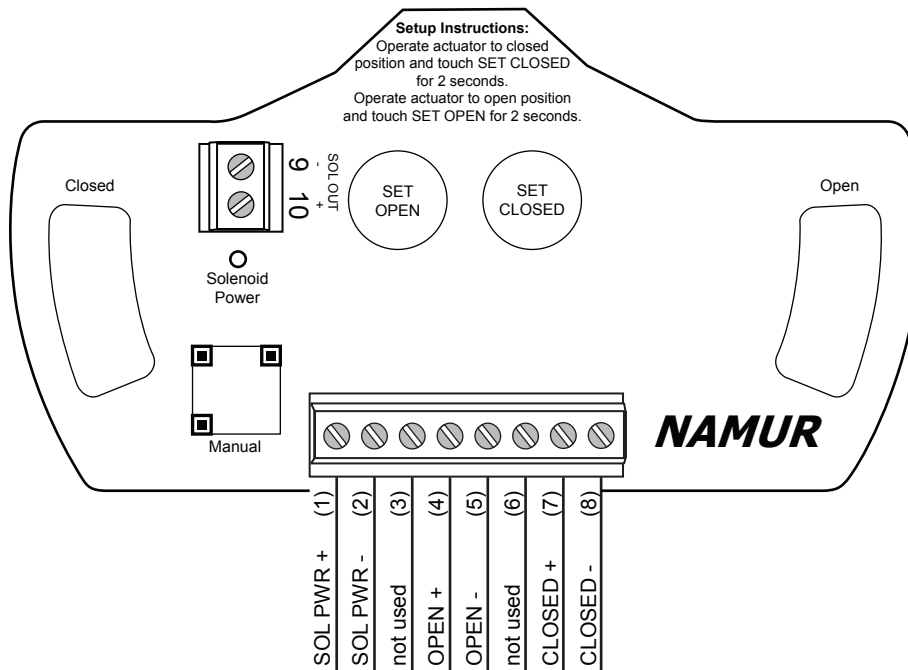 Setup Instructions:
Operate actuator to closed
position and touch SET CLOSED
for 2 seconds.
Operate actuator to open position
and touch SET OPEN for 2 seconds.
Closed
9 -
10 +
SOL OUT
SET
OPEN
SET
CLOSED
Open
Solenoid
Power
Manual
NAMUR
SOL PWR + (1)
SOL PWR - (2)
not used (3)
OPEN + (4)
OPEN - (5)
not used (6)
CLOSED + (7)
CLOSED - (8)